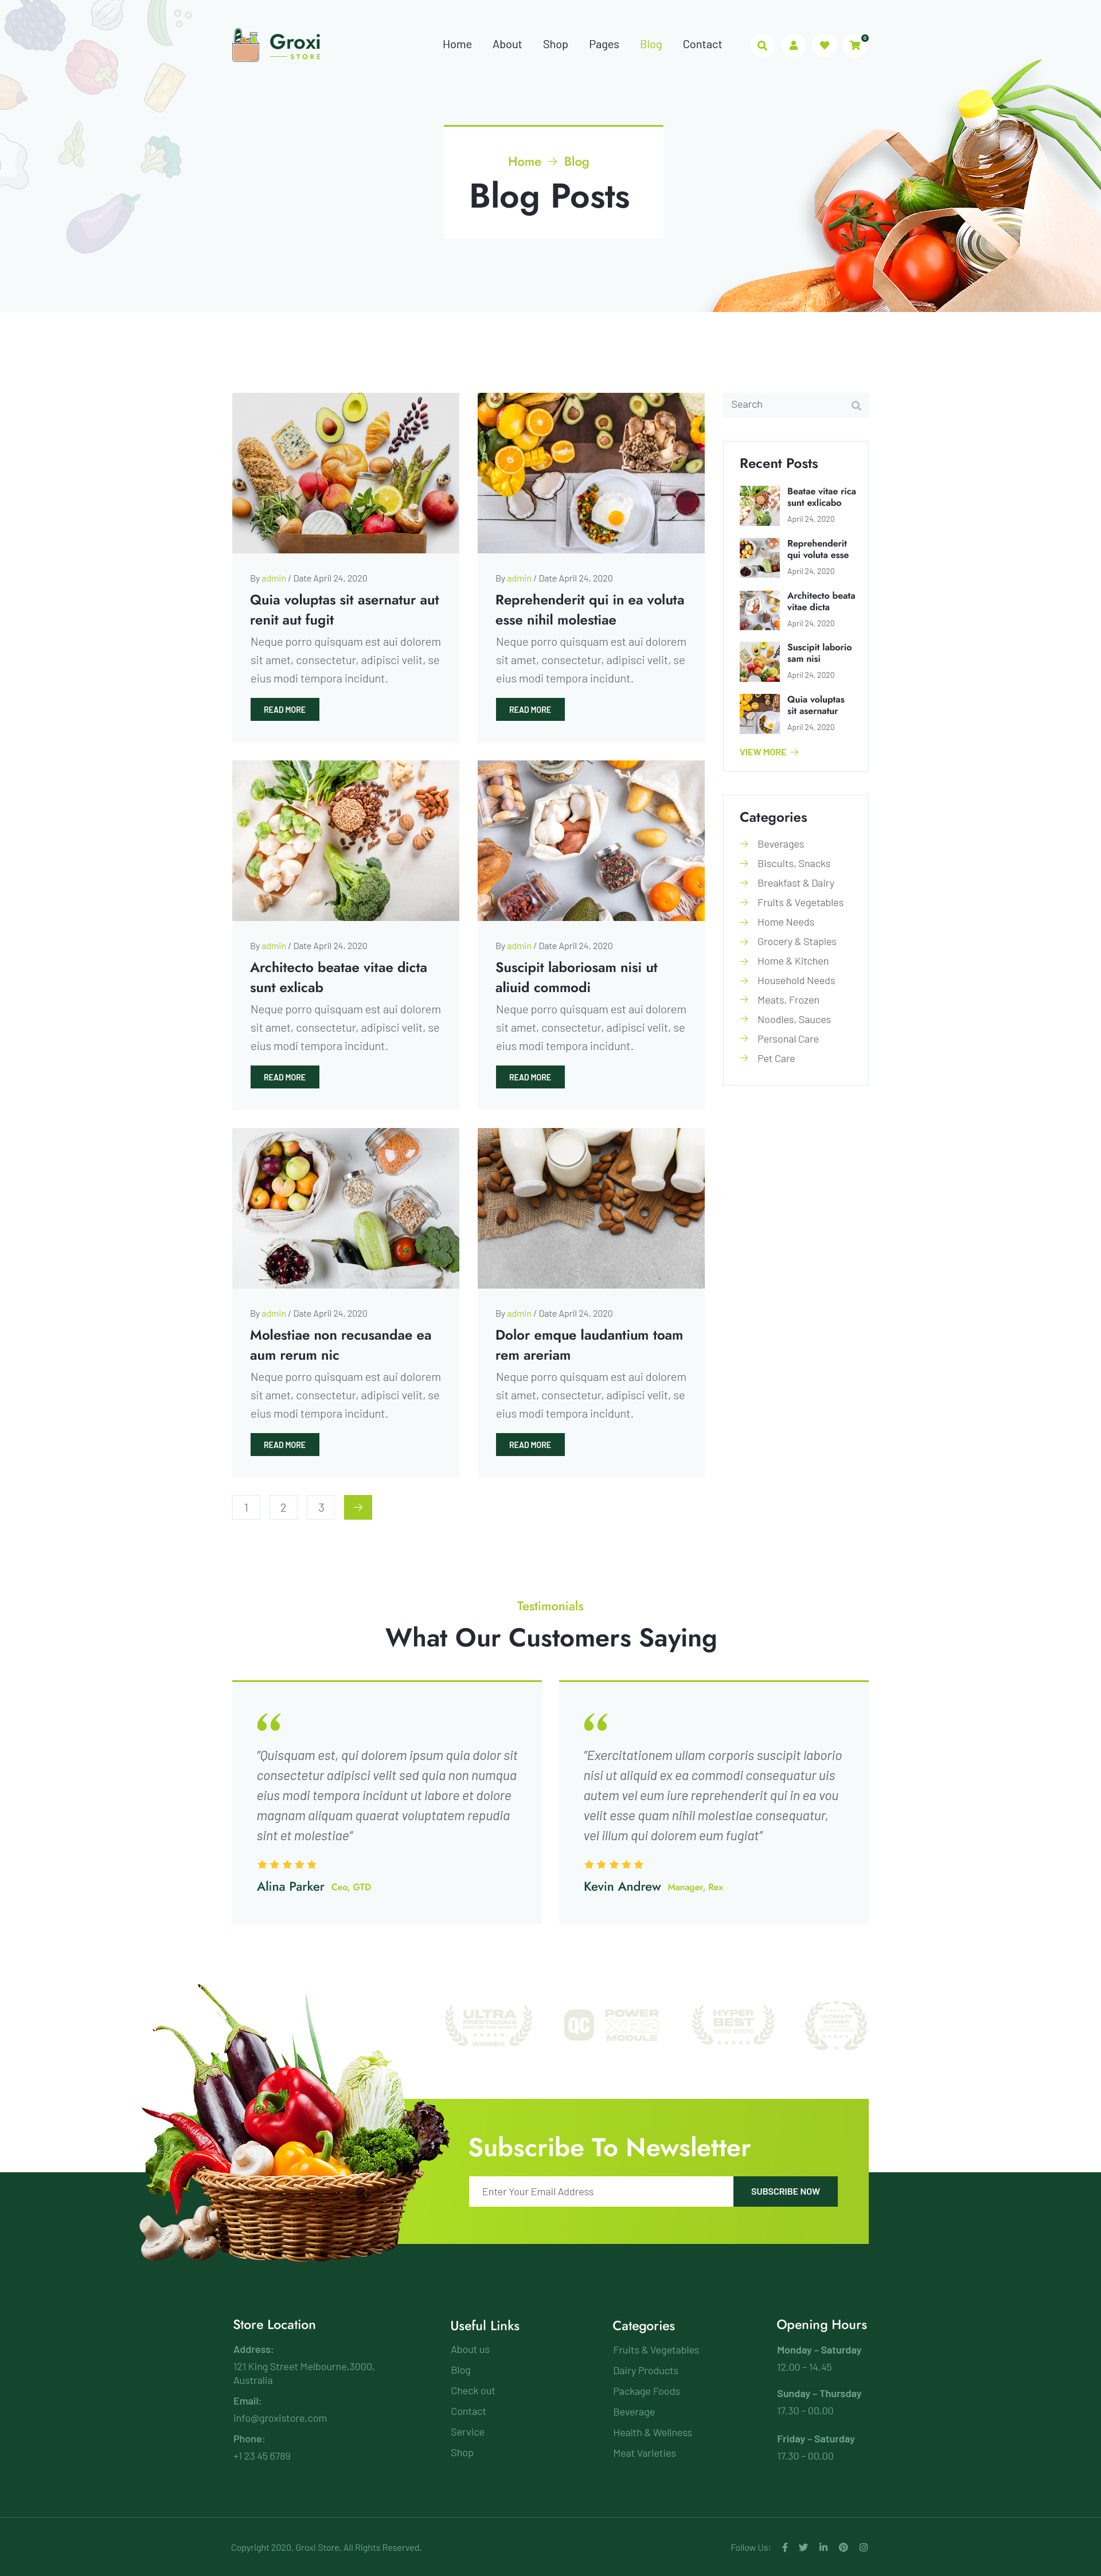 Groxi
STORE
Home
About
Shop
Pages
Blog
Contact
0
Home → Blog
Blog Posts
By admin / Date April 24, 2020
Quia voluptas sit asernatur aut
renit aut fugit
Neque porro quisquam est aui dolorem
sit amet, consectetur, adipisci velit, se
eius modi tempora incidunt.
READ MORE
By admin / Date April 24, 2020
Reprehenderit qui in ea voluta
esse nihil molestiae
Neque porro quisquam est aui dolorem
sit amet, consectetur, adipisci velit, se
eius modi tempora incidunt.
READ MORE
By admin / Date April 24, 2020
Architecto beatae vitae dicta
sunt exlicab
Neque porro quisquam est aui dolorem
sit amet, consectetur, adipisci velit, se
eius modi tempora incidunt.
READ MORE
By admin / Date April 24, 2020
Suscipit laboriosam nisi ut
aliuid commodi
Neque porro quisquam est aui dolorem
sit amet, consectetur, adipisci velit, se
eius modi tempora incidunt.
READ MORE
By admin / Date April 24, 2020
Molestiae non recusandae ea
aum rerum nic
Neque porro quisquam est aui dolorem
sit amet, consectetur, adipisci velit, se
eius modi tempora incidunt.
READ MORE
By admin / Date April 24, 2020
Dolor emque laudantium toam
rem areriam
Neque porro quisquam est aui dolorem
sit amet, consectetur, adipisci velit, se
eius modi tempora incidunt.
READ MORE
1
2
3
Search
Recent Posts
Beatae vitae rica
sunt exlicabo
April 24, 2020
Reprehenderit
qui voluta esse
April 24, 2020
Architecto beata
vitae dicta
April 24, 2020
Suscipit laborio
sam nisi
April 24, 2020
Quia voluptas
sit asernatur
April 24, 2020
VIEW MORE
Categories
Beverages
Biscuits, Snacks
Breakfast & Dairy
Fruits & Vegetables
Home Needs
Grocery & Staples
Home & Kitchen
Household Needs
Meats, Frozen
Noodles, Sauces
Personal Care
Pet Care
Testimonials
What Our Customers Saying
“
"Quisquam est, qui dolorem ipsum quia dolor sit
consectetur adipisci velit sed quia non numqua
eius modi tempora incidunt ut labore et dolore
magnam aliquam quaerat voluptatem repudia
sint et molestiae"
Alina Parker Ceo, GTD
“
"Exercitationem ullam corporis suscipit laborio
nisi ut aliquid ex ea commodi consequatur uis
autem vel eum iure reprehenderit qui in ea vou
velit esse quam nihil molestiae consequatur,
vel illum qui dolorem eum fugiat"
Kevin Andrew Manager, Rex
ULTRA
PRESTIGIOUS
WINNER
QC
POWER
XR2
MODULE
HYPER
BEST
ULTIMATE
WINNER
Subscribe To Newsletter
Enter Your Email Address
SUBSCRIBE NOW
Store Location
Address:
121 King Street Melbourne,3000,
Australia
Email:
info@groxistore.com
Phone:
+1 23 45 6789
Useful Links
About us
Blog
Check out
Contact
Service
Shop
Categories
Fruits & Vegetables
Dairy Products
Package Foods
Beverage
Health & Wellness
Meat Varieties
Opening Hours
Monday – Saturday
12.00 – 14.45
Sunday – Thursday
17.30 – 00.00
Friday – Saturday
17.30 – 00.00
Copyright 2020, Groxi Store. All Rights Reserved.
Follow Us: